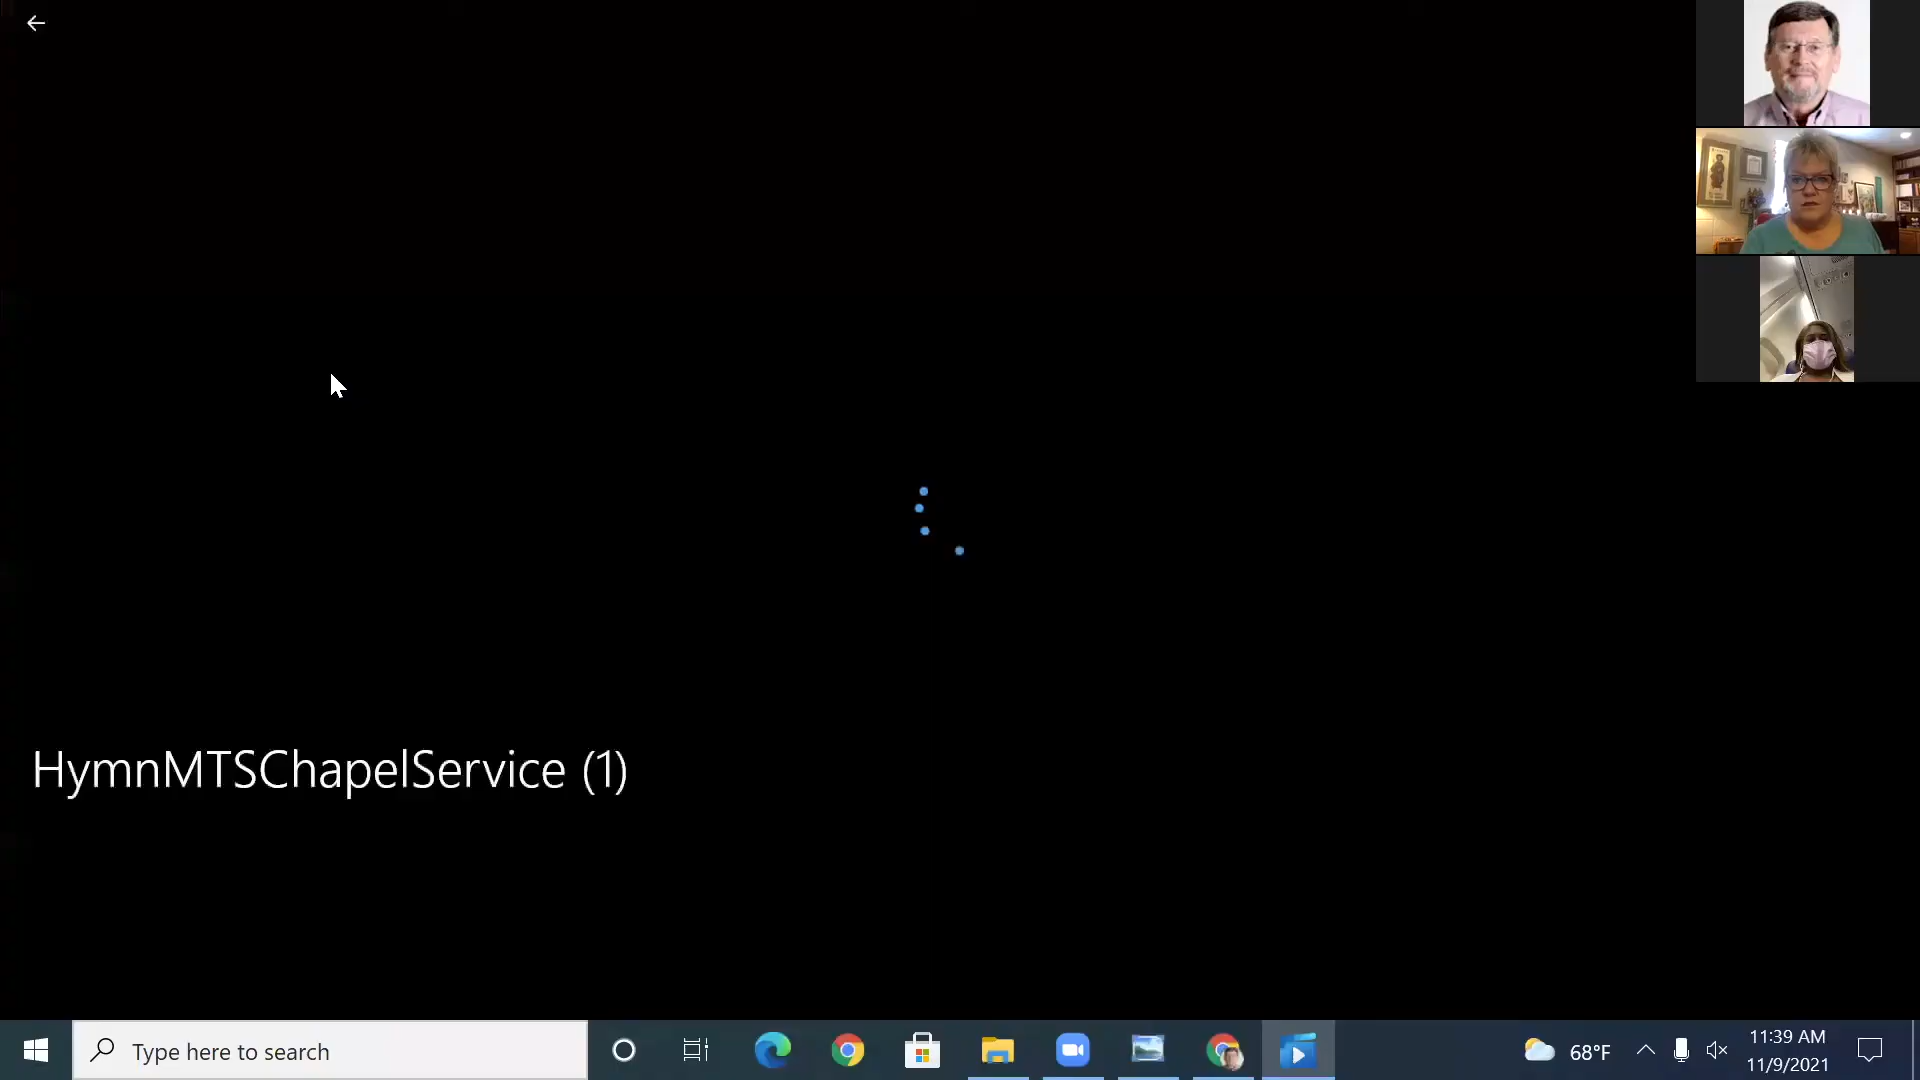 HymnMTSChapelService (1)
Type here to search
68°F
11:39 AM
11/9/2021